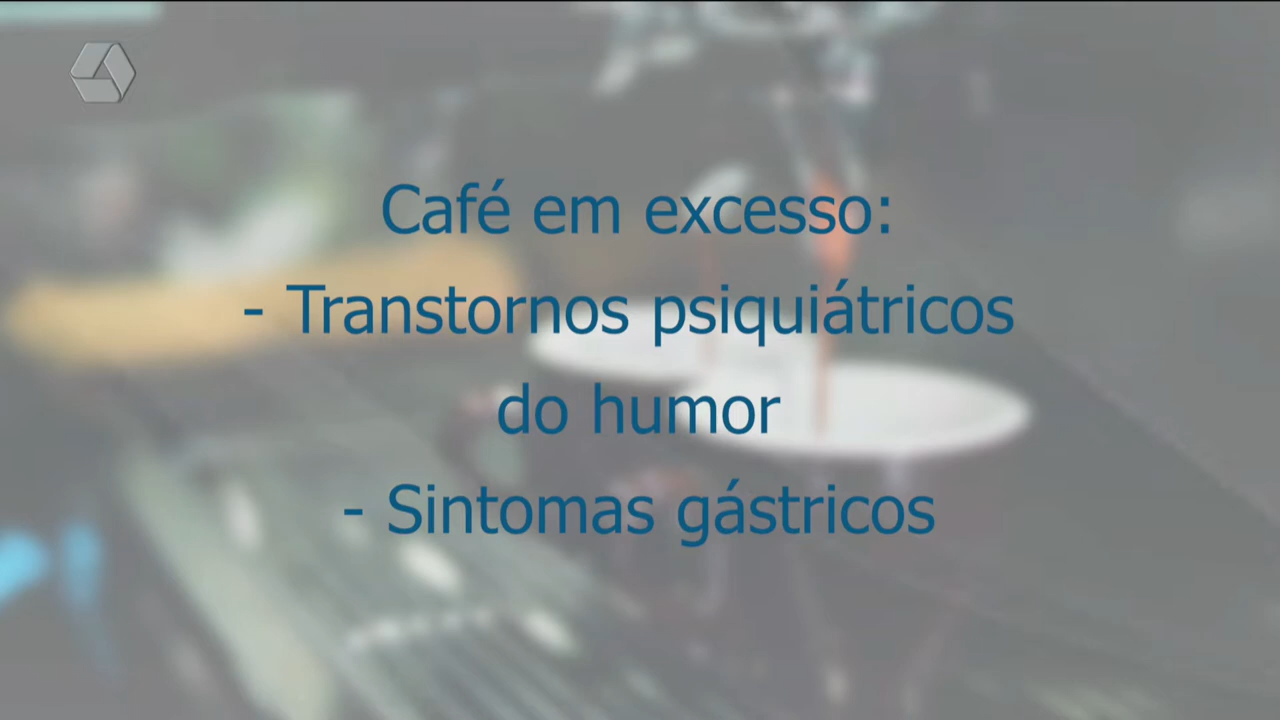 Café em excesso:
- Transtornos psiquiátricos
do humor
- Sintomas gástricos